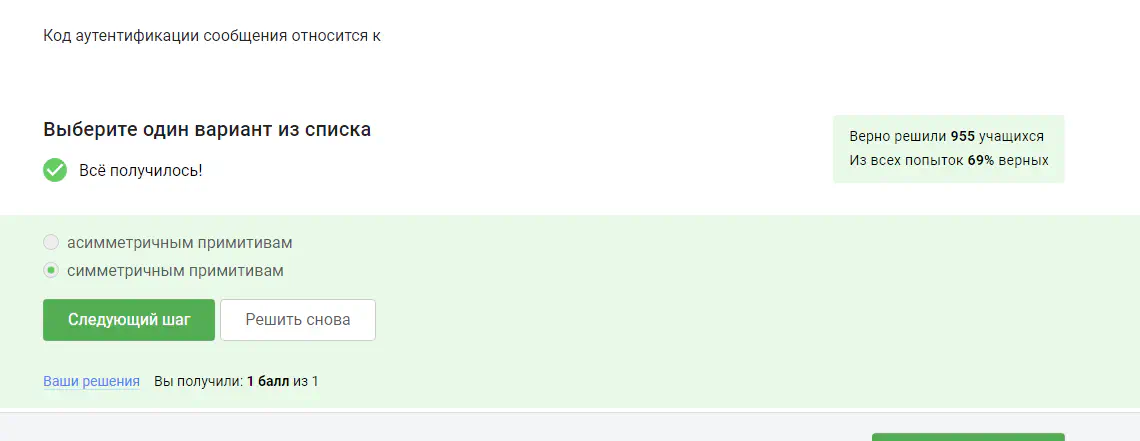 Код аутентификации сообщения относится к
Выберите один вариант из списка
Всё получилось!
Верно решили 955 учащихся
Из всех попыток 69% верных
асимметричным примитивам
симметричным примитивам
Следующий шаг
Решить снова
Ваши решения Вы получили: 1 балл из 1